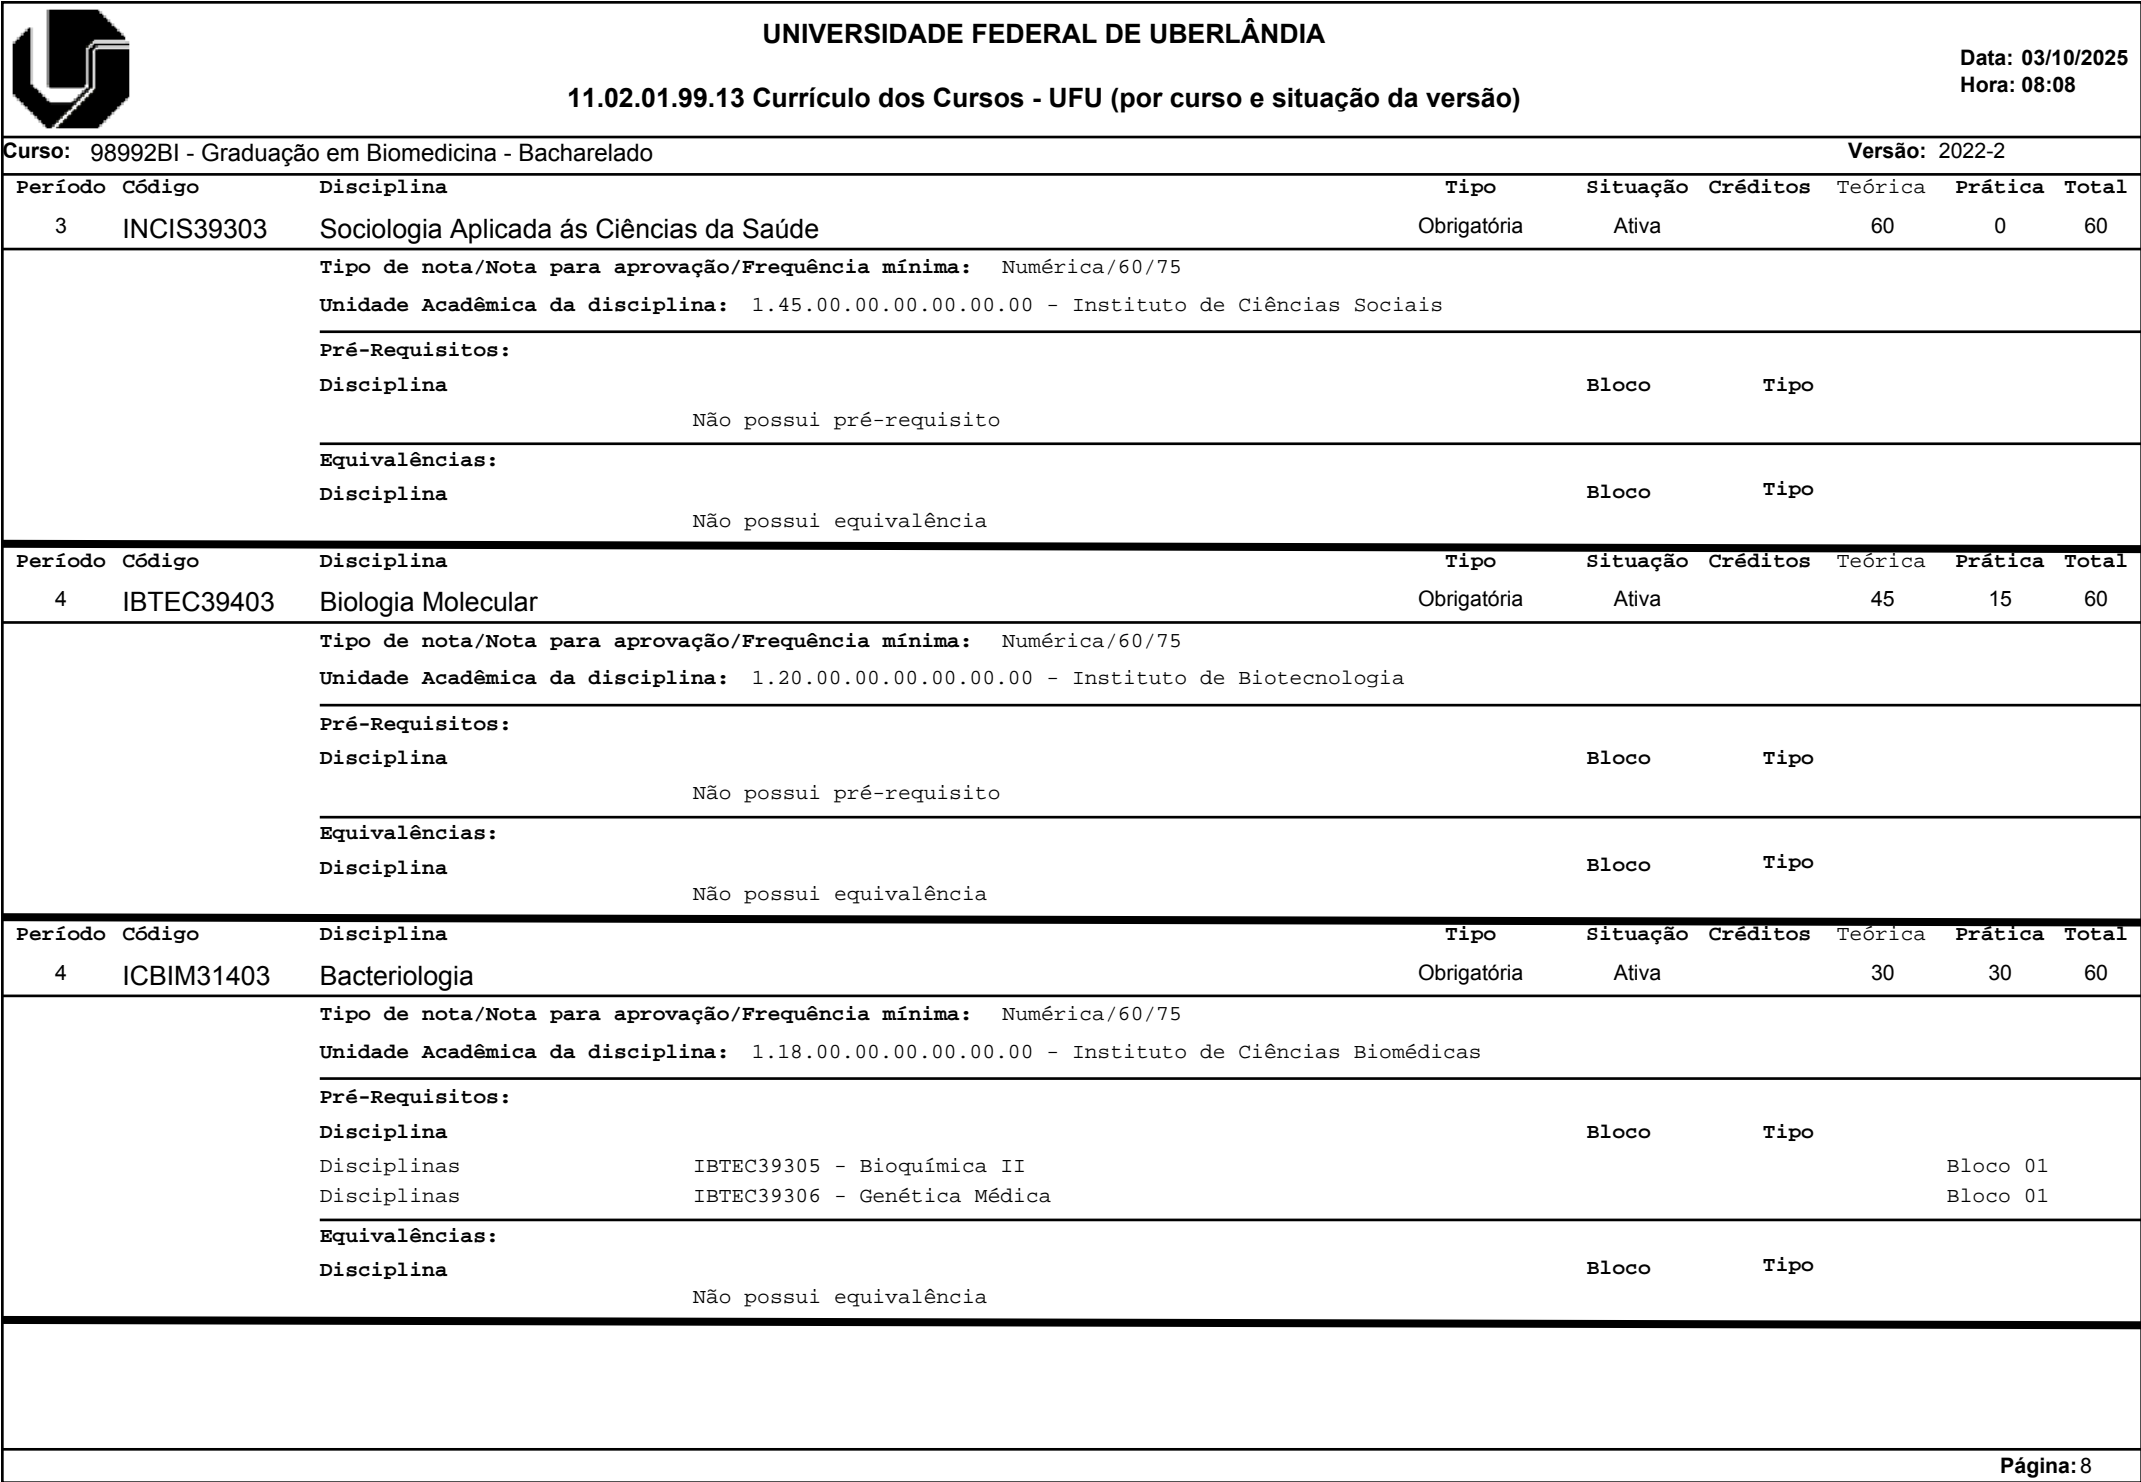 UNIVERSIDADE FEDERAL DE UBERLÂNDIA
Data: 03/10/2025
Hora: 08:08
11.02.01.99.13 Currículo dos Cursos - UFU (por curso e situação da versão)
Curso: 98992BI - Graduação em Biomedicina - Bacharelado Versão: 2022-2
Período Código Disciplina Tipo Situação Créditos Teórica Prática Total
3 INCIS39303 Sociologia Aplicada ás Ciências da Saúde Obrigatória Ativa 60 0 60
Tipo de nota/Nota para aprovação/Frequência mínima: Numérica/60/75
Unidade Acadêmica da disciplina: 1.45.00.00.00.00.00.00 - Instituto de Ciências Sociais
Pré-Requisitos:
Disciplina Bloco Tipo
Não possui pré-requisito
Equivalências:
Disciplina Bloco Tipo
Não possui equivalência
Período Código Disciplina Tipo Situação Créditos Teórica Prática Total
4 IBTEC39403 Biologia Molecular Obrigatória Ativa 45 15 60
Tipo de nota/Nota para aprovação/Frequência mínima: Numérica/60/75
Unidade Acadêmica da disciplina: 1.20.00.00.00.00.00.00 - Instituto de Biotecnologia
Pré-Requisitos:
Disciplina Bloco Tipo
Não possui pré-requisito
Equivalências:
Disciplina Bloco Tipo
Não possui equivalência
Período Código Disciplina Tipo Situação Créditos Teórica Prática Total
4 ICBIM31403 Bacteriologia Obrigatória Ativa 30 30 60
Tipo de nota/Nota para aprovação/Frequência mínima: Numérica/60/75
Unidade Acadêmica da disciplina: 1.18.00.00.00.00.00.00 - Instituto de Ciências Biomédicas
Pré-Requisitos:
Disciplina Bloco Tipo
Disciplinas IBTEC39305 - Bioquímica II Bloco 01
Disciplinas IBTEC39306 - Genética Médica Bloco 01
Equivalências:
Disciplina Bloco Tipo
Não possui equivalência
Página: 8